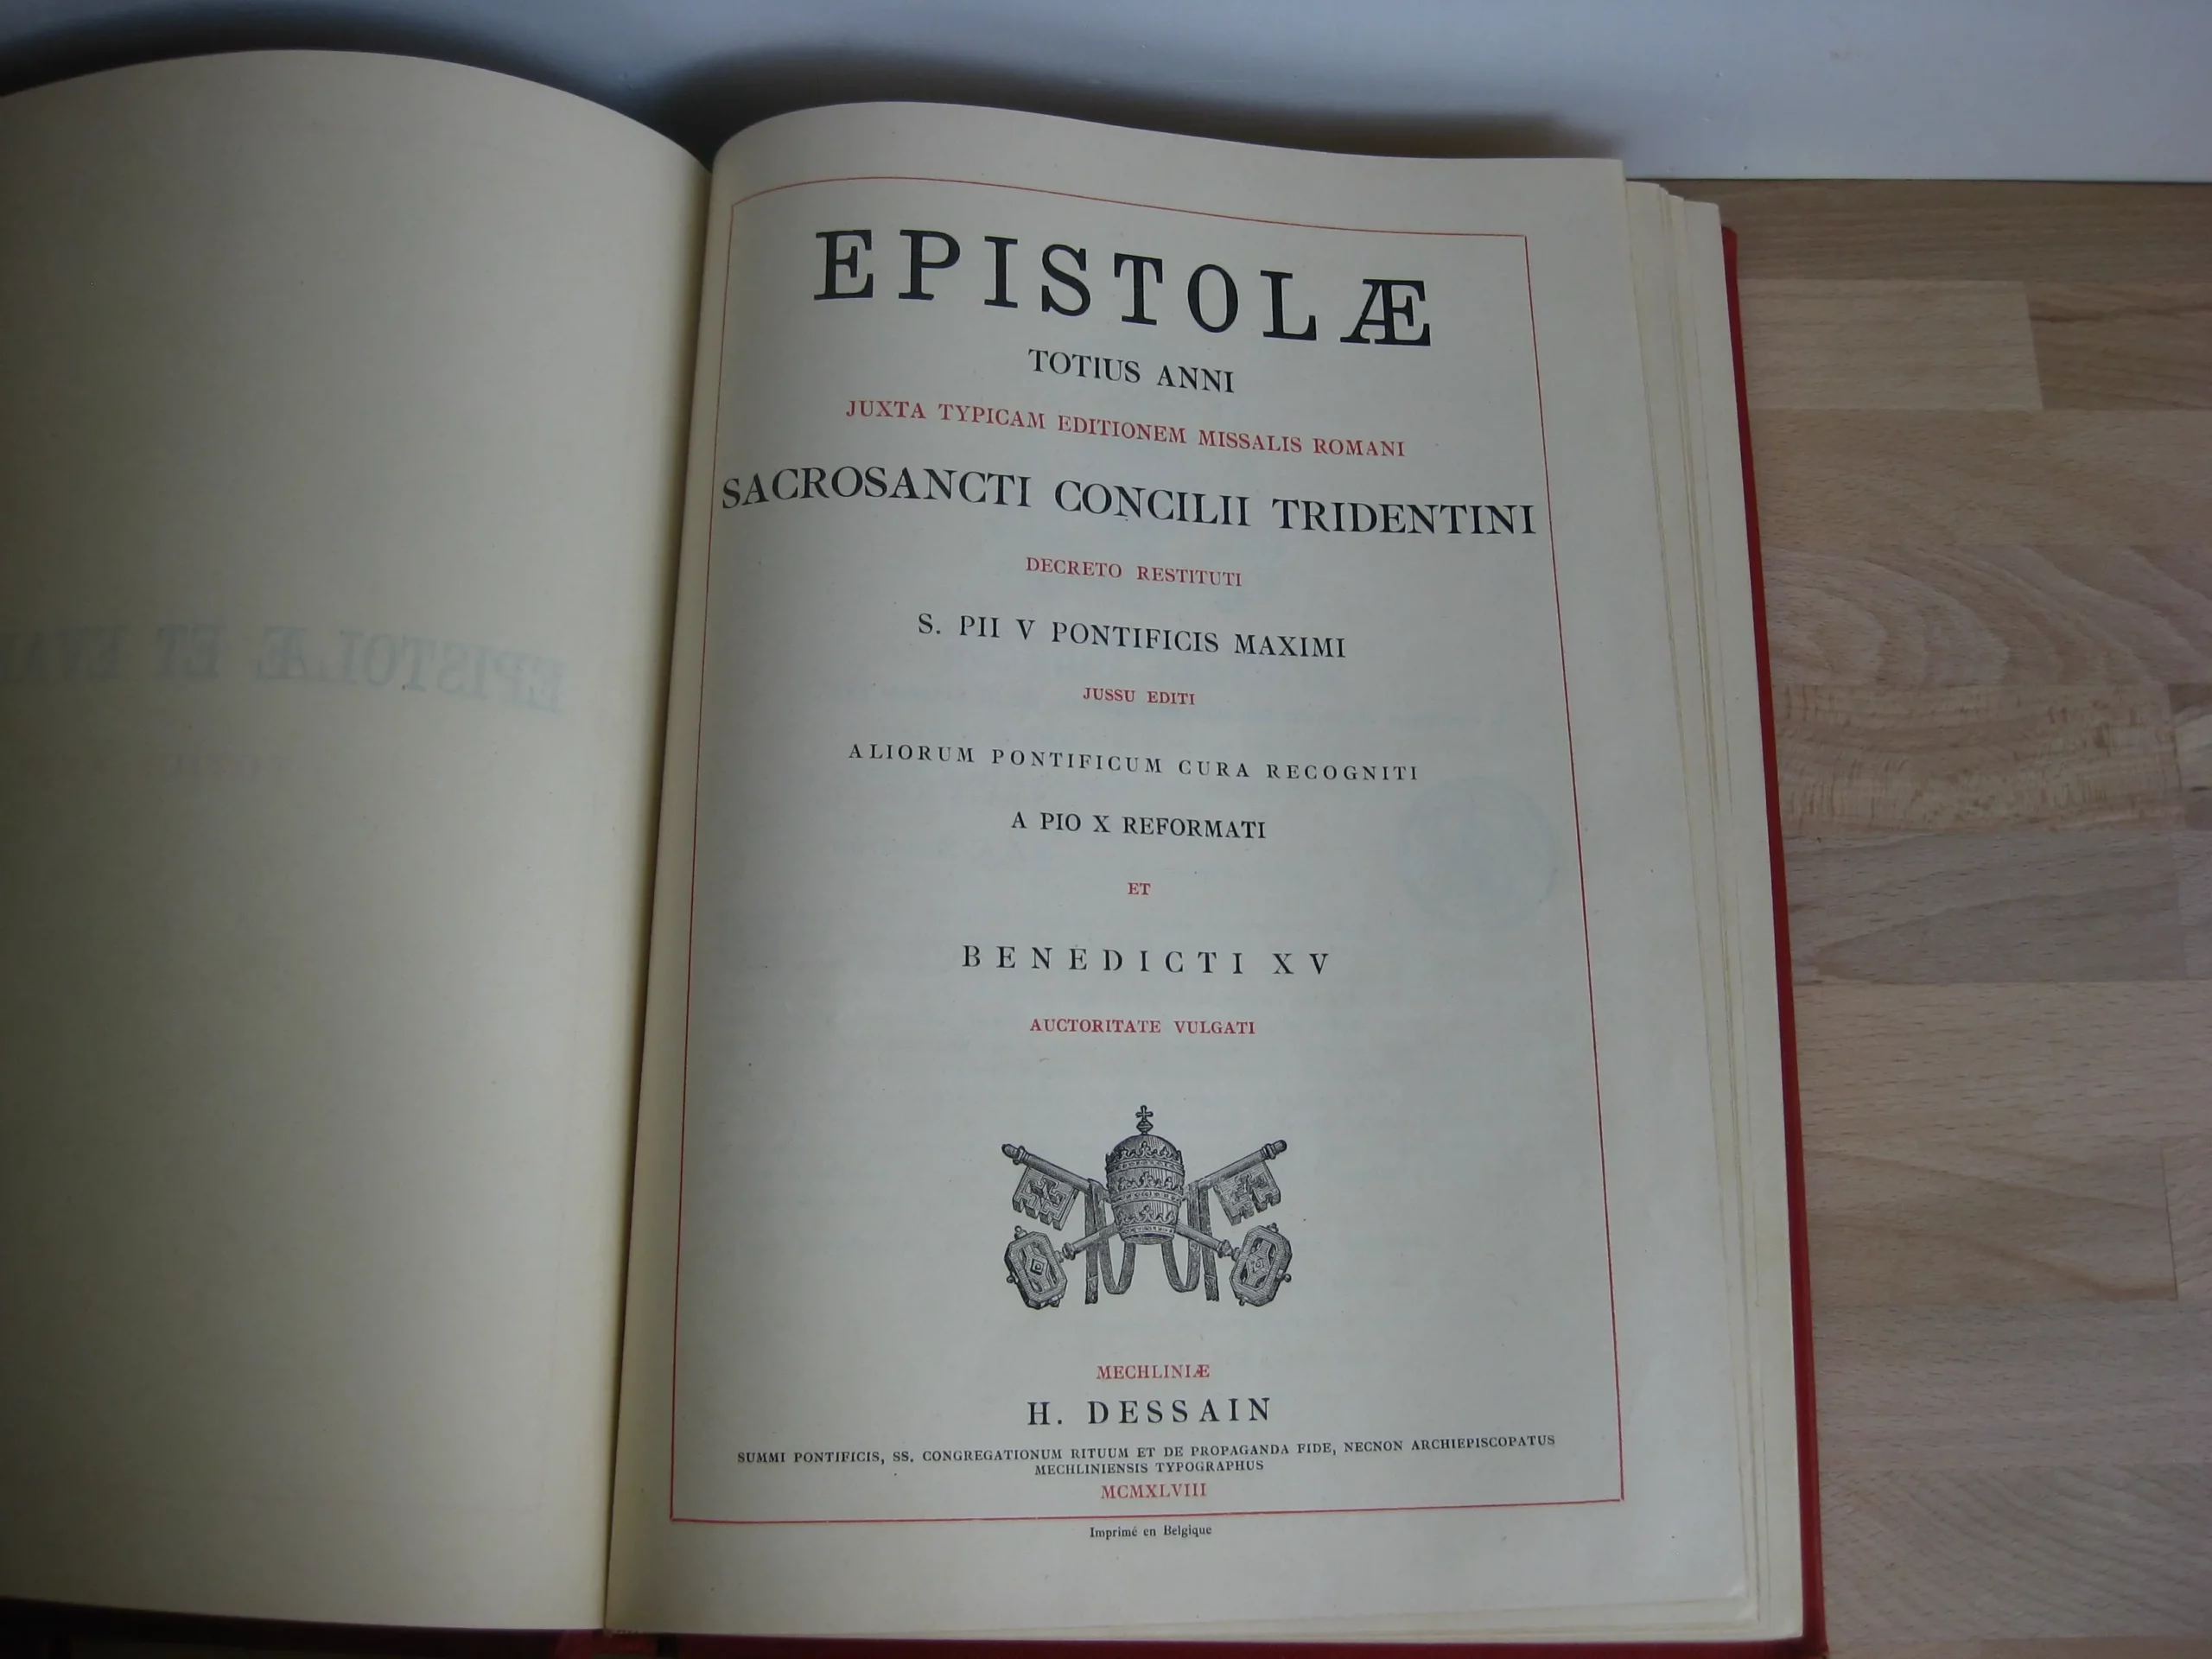 EPISTOLÆ
TOTIUS ANNI
JUXTA TYPICAM EDITIONEM MISSALIS ROMANI
SACROSANCTI CONCILII TRIDENTINI
DECRETO RESTITUTI
S. PII V PONTIFICIS MAXIMI
JUSSU EDITI
ALIORUM PONTIFICUM CURA RECOGNITI
A PIO X REFORMATI
ET
BENEDICTI XV
AUCTORITATE VULGATI
MECHLINIÆ
H. DESSAIN
SUMMI PONTIFICIS, SS. CONGREGATIONUM RITUUM ET DE PROPAGANDA FIDE, NECNON ARCHIEPISCOPATUS
MECHLINIENSIS TYPOGRAPHUS
MCMXLVIII
Imprimé en Belgique